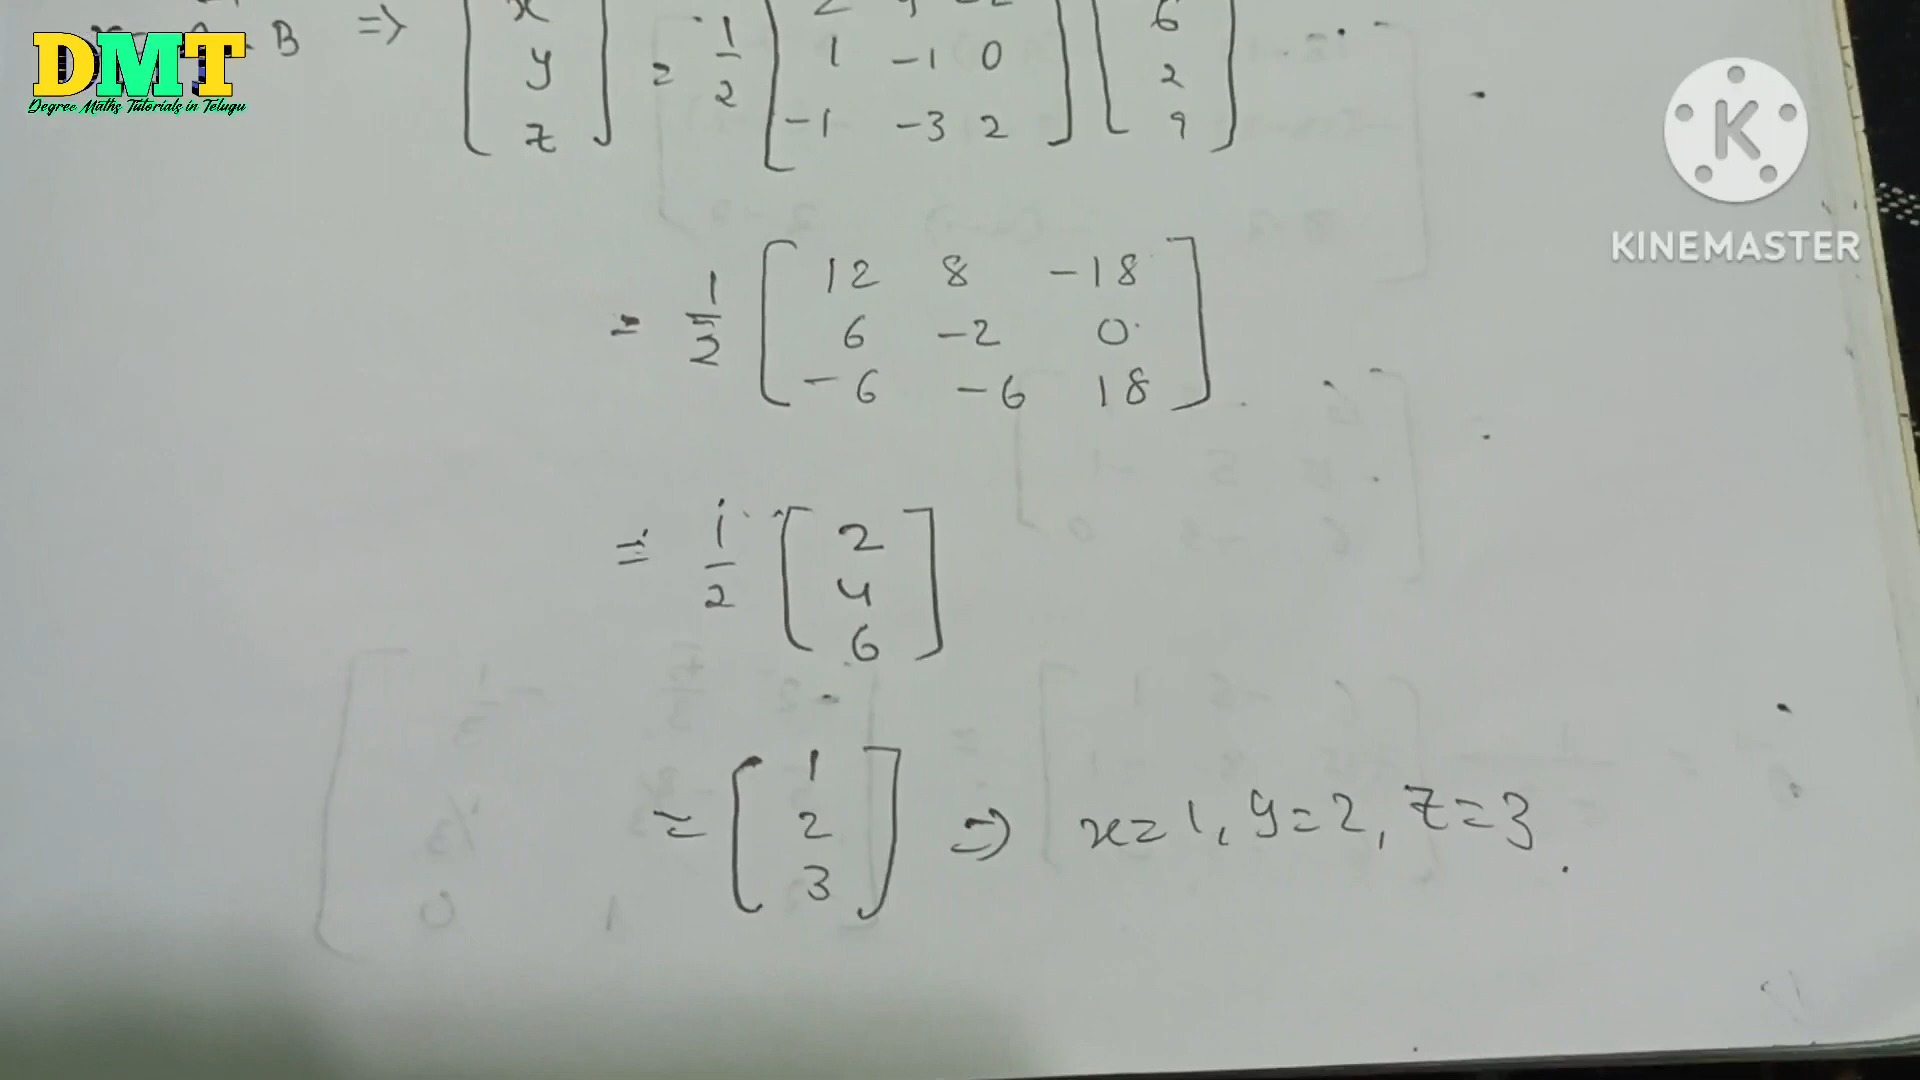 DMT
Degree Maths Tutorials in Telugu
K
KINEMASTER
B ⇒ [x y z] = 1/2 [
1 -1 0
-1 -3 2 ] [6 2 9] =
= 1/2 [12 8 -18
6 -2 0
-6 -6 18]
= 1/2 [2 4 6]
= [1 2 3] ⇒ x=1, y=2, z=3.